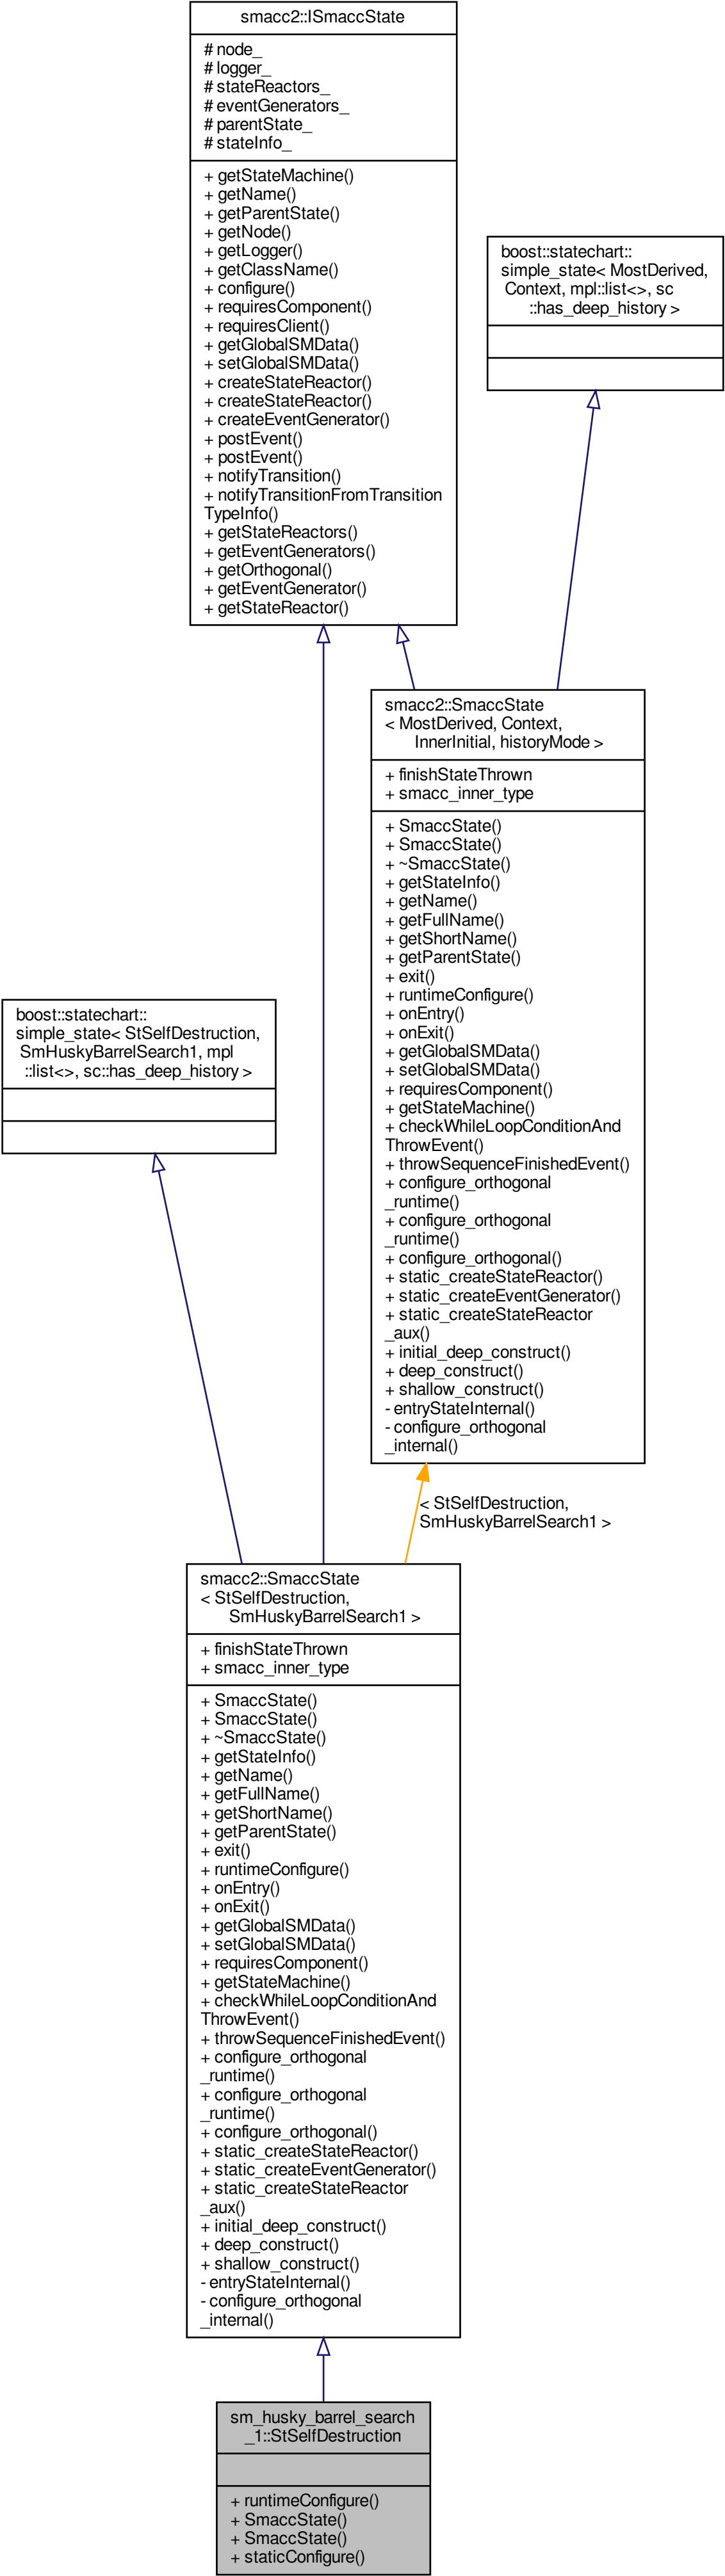 smacc2::ISmaccState
# node_
# logger_
# stateReactors_
# eventGenerators_
# parentState_
# stateInfo_
+ getStateMachine()
+ getName()
+ getParentState()
+ getNode()
+ getLogger()
+ getClassName()
+ configure()
+ requiresComponent()
+ requiresClient()
+ getGlobalSMData()
+ setGlobalSMData()
+ createStateReactor()
+ createStateReactor()
+ createEventGenerator()
+ postEvent()
+ postEvent()
+ notifyTransition()
+ notifyTransitionFromTransition
TypeInfo()
+ getStateReactors()
+ getEventGenerators()
+ getOrthogonal()
+ getEventGenerator()
+ getStateReactor()
boost::statechart::
simple_state< MostDerived,
Context, mpl::list<>, sc
::has_deep_history >
smacc2::SmaccState
< MostDerived, Context,
InnerInitial, historyMode >
+ finishStateThrown
+ smacc_inner_type
+ SmaccState()
+ SmaccState()
+ ~SmaccState()
+ getStateInfo()
+ getName()
+ getFullName()
+ getShortName()
+ getParentState()
+ exit()
+ runtimeConfigure()
+ onEntry()
+ onExit()
+ getGlobalSMData()
+ setGlobalSMData()
+ requiresComponent()
+ getStateMachine()
+ checkWhileLoopConditionAnd
ThrowEvent()
+ throwSequenceFinishedEvent()
+ configure_orthogonal
_runtime()
+ configure_orthogonal
_runtime()
+ configure_orthogonal()
+ static_createStateReactor()
+ static_createEventGenerator()
+ static_createStateReactor
_aux()
+ initial_deep_construct()
+ deep_construct()
+ shallow_construct()
- entryStateInternal()
- configure_orthogonal
_internal()
boost::statechart::
simple_state< StSelfDestruction,
SmHuskyBarrelSearch1, mpl
::list<>, sc::has_deep_history >
< StSelfDestruction,
SmHuskyBarrelSearch1 >
smacc2::SmaccState
< StSelfDestruction,
SmHuskyBarrelSearch1 >
+ finishStateThrown
+ smacc_inner_type
+ SmaccState()
+ SmaccState()
+ ~SmaccState()
+ getStateInfo()
+ getName()
+ getFullName()
+ getShortName()
+ getParentState()
+ exit()
+ runtimeConfigure()
+ onEntry()
+ onExit()
+ getGlobalSMData()
+ setGlobalSMData()
+ requiresComponent()
+ getStateMachine()
+ checkWhileLoopConditionAnd
ThrowEvent()
+ throwSequenceFinishedEvent()
+ configure_orthogonal
_runtime()
+ configure_orthogonal
_runtime()
+ configure_orthogonal()
+ static_createStateReactor()
+ static_createEventGenerator()
+ static_createStateReactor
_aux()
+ initial_deep_construct()
+ deep_construct()
+ shallow_construct()
- entryStateInternal()
- configure_orthogonal
_internal()
sm_husky_barrel_search
_1::StSelfDestruction
+ runtimeConfigure()
+ SmaccState()
+ SmaccState()
+ staticConfigure()